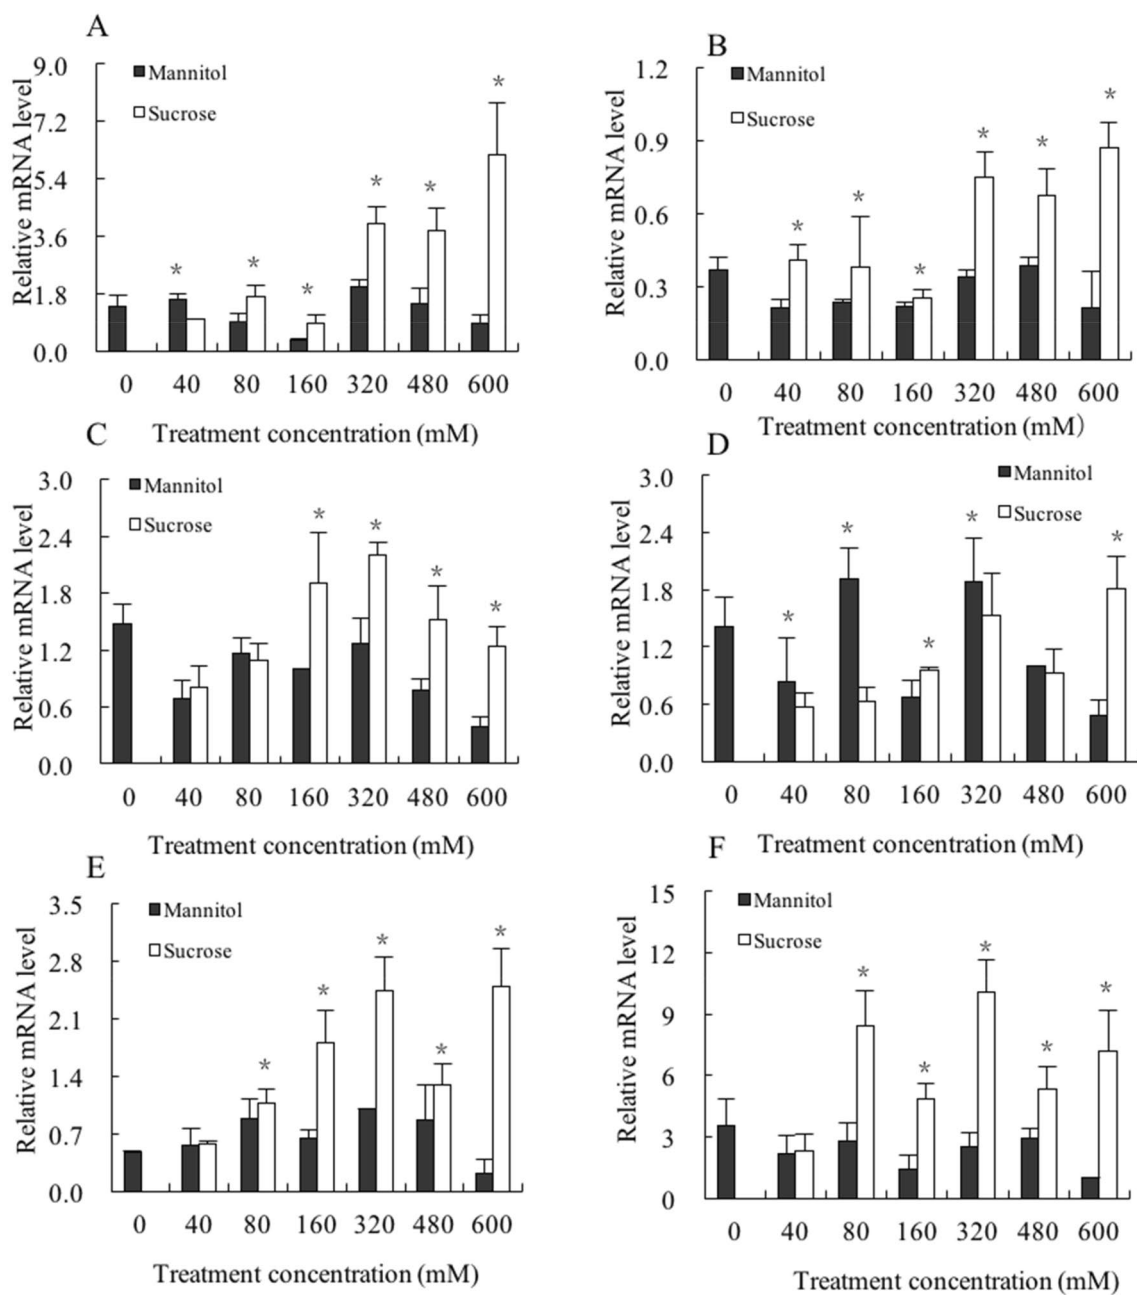 A
Relative mRNA level
9.0
7.2
5.4
3.6
1.8
0.0
Mannitol
Sucrose
*
*
*
*
*
*
0 40 80 160 320 480 600
Treatment concentration (mM)
B
Relative mRNA level
1.2
0.9
0.6
0.3
0.0
Mannitol
Sucrose
*
*
*
*
*
*
0 40 80 160 320 480 600
Treatment concentration (mM)
C
Relative mRNA level
3.0
2.4
1.8
1.2
0.6
0.0
Mannitol
Sucrose
*
*
*
*
0 40 80 160 320 480 600
Treatment concentration (mM)
D
Relative mRNA level
3.0
2.4
1.8
1.2
0.6
0.0
Mannitol
Sucrose
*
*
*
*
*
0 40 80 160 320 480 600
Treatment concentration (mM)
E
Relative mRNA level
3.5
2.8
2.1
1.4
0.7
0.0
Mannitol
Sucrose
*
*
*
*
*
0 40 80 160 320 480 600
Treatment concentration (mM)
F
Relative mRNA level
15
12
9
6
3
0
Mannitol
Sucrose
*
*
*
*
*
0 40 80 160 320 480 600
Treatment concentration (mM)